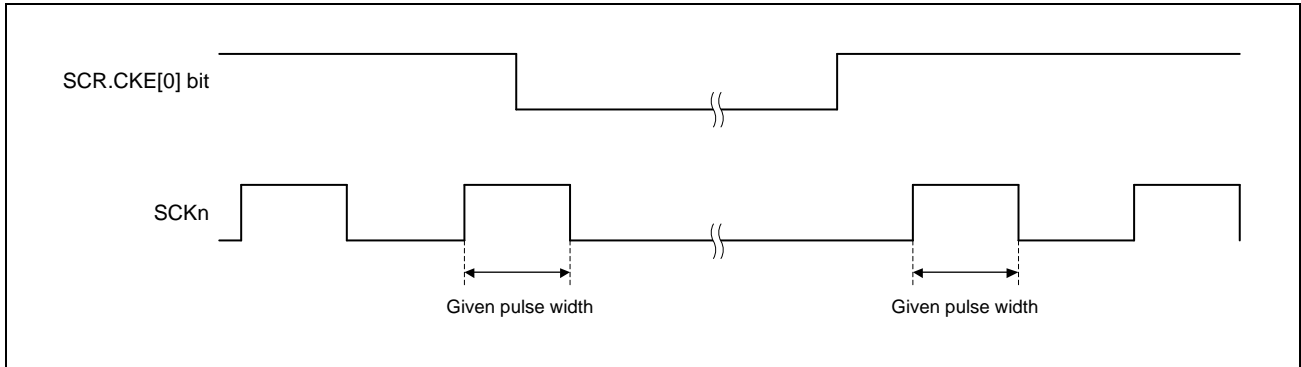 SCR.CKE[0] bit
SCKn
Given pulse width
Given pulse width